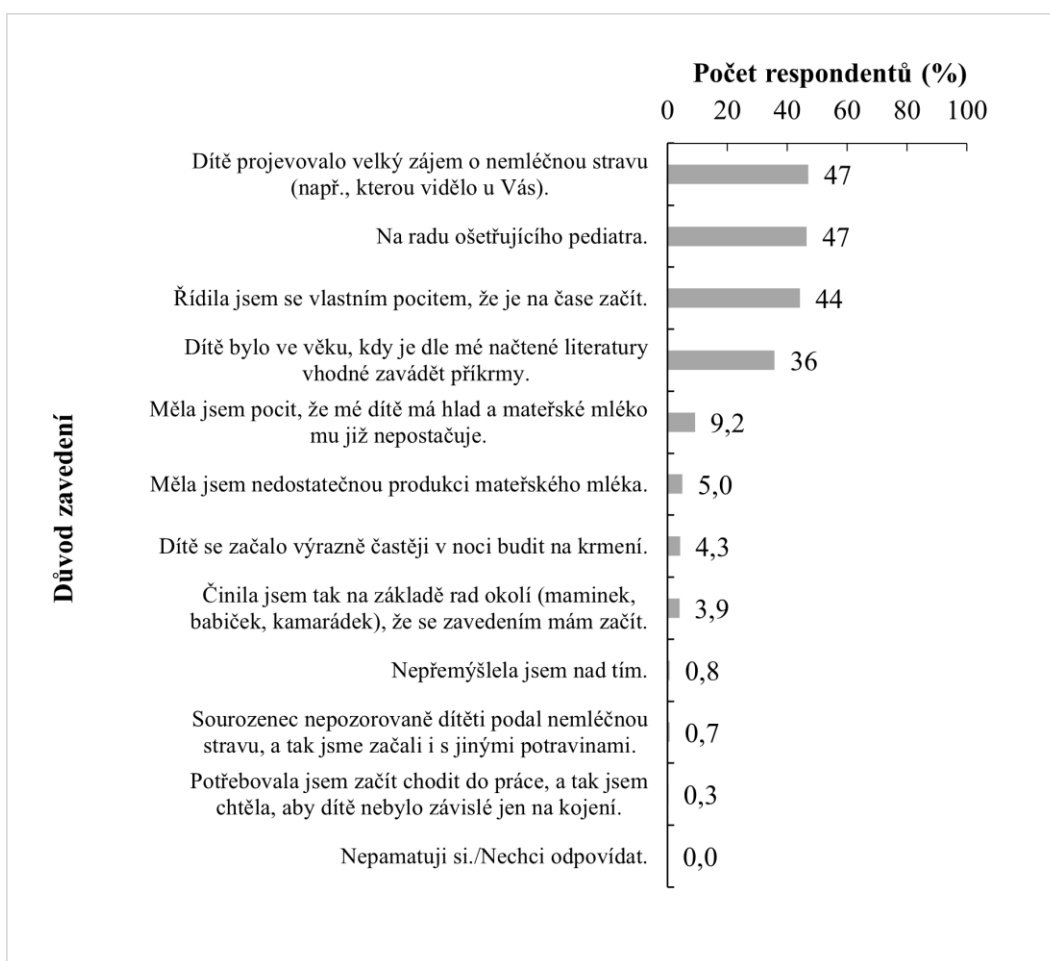 Počet respondentů (%)
0 20 40 60 80 100
Důvod zavedení
Dítě projevovalo velký zájem o nemléčnou stravu
(např., kterou vidělo u Vás).
47
Na radu ošetřujícího pediatra.
47
Řídila jsem se vlastním pocitem, že je na čase začít.
44
Dítě bylo ve věku, kdy je dle mé načtené literatury
vhodné zavádět příkrmy.
36
Měla jsem pocit, že mé dítě má hlad a mateřské mléko
mu již nepostačuje.
9,2
Měla jsem nedostatečnou produkci mateřského mléka.
5,0
Dítě se začalo výrazně častěji v noci budit na krmení.
4,3
Činila jsem tak na základě rad okolí (maminek,
babiček, kamarádek), že se zavedením mám začít.
3,9
Nepřemýšlela jsem nad tím.
0,8
Sourozenec nepozorovaně dítěti podal nemléčnou
stravu, a tak jsme začali i s jinými potravinami.
0,7
Potřebovala jsem začít chodit do práce, a tak jsem
chtěla, aby dítě nebylo závislé jen na kojení.
0,3
Nepamatuji si./Nechci odpovídat.
0,0